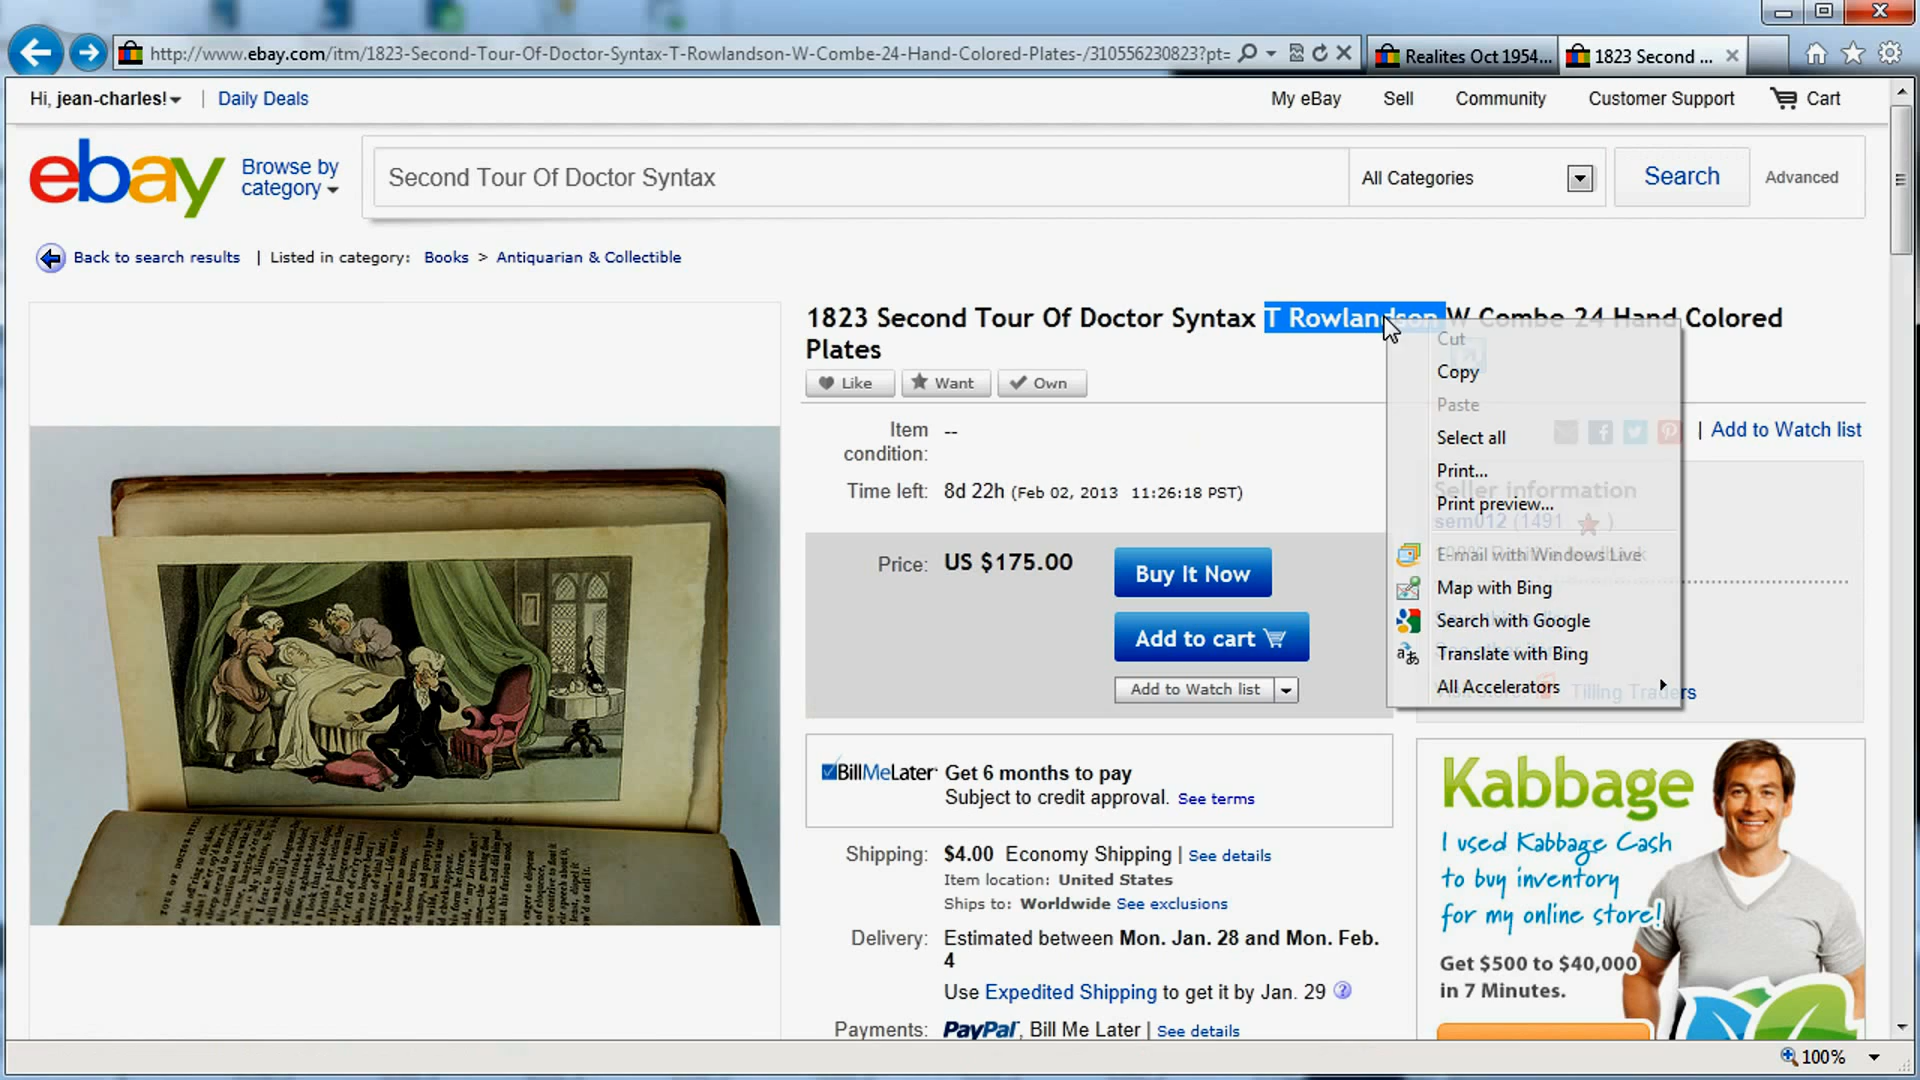 http://www.ebay.com/itm/1823-Second-Tour-Of-Doctor-Syntax-T-Rowlandson-W-Combe-24-Hand-Colored-Plates-/310556230823?pt=
Realites Oct 1954...
1823 Second ...
Hi, jean-charles!
Daily Deals
My eBay
Sell
Community
Customer Support
Cart
ebay
Browse by
category
Second Tour Of Doctor Syntax
All Categories
Search
Advanced
Back to search results | Listed in category: Books > Antiquarian & Collectible
1823 Second Tour Of Doctor Syntax T Rowlandson W Combe 24 Hand Colored
Plates
Like
Want
Own
Item
condition:
--
Time left: 8d 22h (Feb 02, 2013 11:26:18 PST)
Price: US $175.00
Buy It Now
Add to cart
Add to Watch list
Cut
Copy
Paste
Select all
Print...
Print preview...
E-mail with Windows Live
Map with Bing
Search with Google
Translate with Bing
All Accelerators
| Add to Watch list
Seller information
sem012 (1491 )
Tilling Traders
BillMeLater
Get 6 months to pay
Subject to credit approval. See terms
Shipping: $4.00 Economy Shipping | See details
Item location: United States
Ships to: Worldwide See exclusions
Delivery: Estimated between Mon. Jan. 28 and Mon. Feb.
4
Use Expedited Shipping to get it by Jan. 29 ?
Payments: PayPal, Bill Me Later | See details
Kabbage
I used Kabbage Cash
to buy inventory
for my online store!
Get $500 to $40,000
in 7 Minutes.
100%